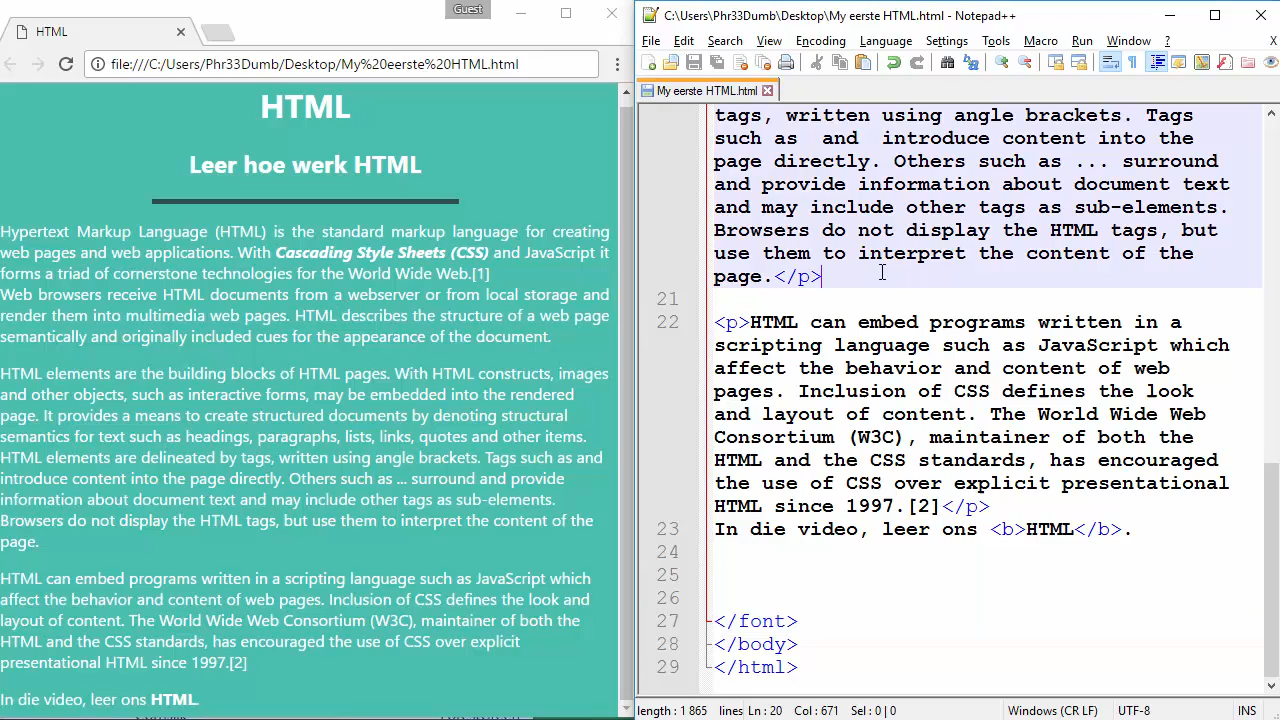 Guest
HTML
file:///C:/Users/Phr33Dumb/Desktop/My%20eerste%20HTML.html
HTML
Leer hoe werk HTML
Hypertext Markup Language (HTML) is the standard markup language for creating
web pages and web applications. With Cascading Style Sheets (CSS) and JavaScript it
forms a triad of cornerstone technologies for the World Wide Web.[1]
Web browsers receive HTML documents from a webserver or from local storage and
render them into multimedia web pages. HTML describes the structure of a web page
semantically and originally included cues for the appearance of the document.
HTML elements are the building blocks of HTML pages. With HTML constructs, images
and other objects, such as interactive forms, may be embedded into the rendered
page. It provides a means to create structured documents by denoting structural
semantics for text such as headings, paragraphs, lists, links, quotes and other items.
HTML elements are delineated by tags, written using angle brackets. Tags such as and
introduce content into the page directly. Others such as ... surround and provide
information about document text and may include other tags as sub-elements.
Browsers do not display the HTML tags, but use them to interpret the content of the
page.
HTML can embed programs written in a scripting language such as JavaScript which
affect the behavior and content of web pages. Inclusion of CSS defines the look and
layout of content. The World Wide Web Consortium (W3C), maintainer of both the
HTML and the CSS standards, has encouraged the use of CSS over explicit
presentational HTML since 1997.[2]
In die video, leer ons HTML.
C:\Users\Phr33Dumb\Desktop\My eerste HTML.html - Notepad++
File Edit Search View Encoding Language Settings Tools Macro Run Window ?
My eerste HTML.html
tags, written using angle brackets. Tags
such as  and  introduce content into the
page directly. Others such as ... surround
and provide information about document text
and may include other tags as sub-elements.
Browsers do not display the HTML tags, but
use them to interpret the content of the
page.</p>
21
22 <p>HTML can embed programs written in a
scripting language such as JavaScript which
affect the behavior and content of web
pages. Inclusion of CSS defines the look
and layout of content. The World Wide Web
Consortium (W3C), maintainer of both the
HTML and the CSS standards, has encouraged
the use of CSS over explicit presentational
HTML since 1997.[2]</p>
23 In die video, leer ons <b>HTML</b>.
24
25
26
27 </font>
28 </body>
29 </html>
length : 1 865 lines Ln : 20 Col : 671 Sel : 0 | 0 Windows (CR LF) UTF-8 INS